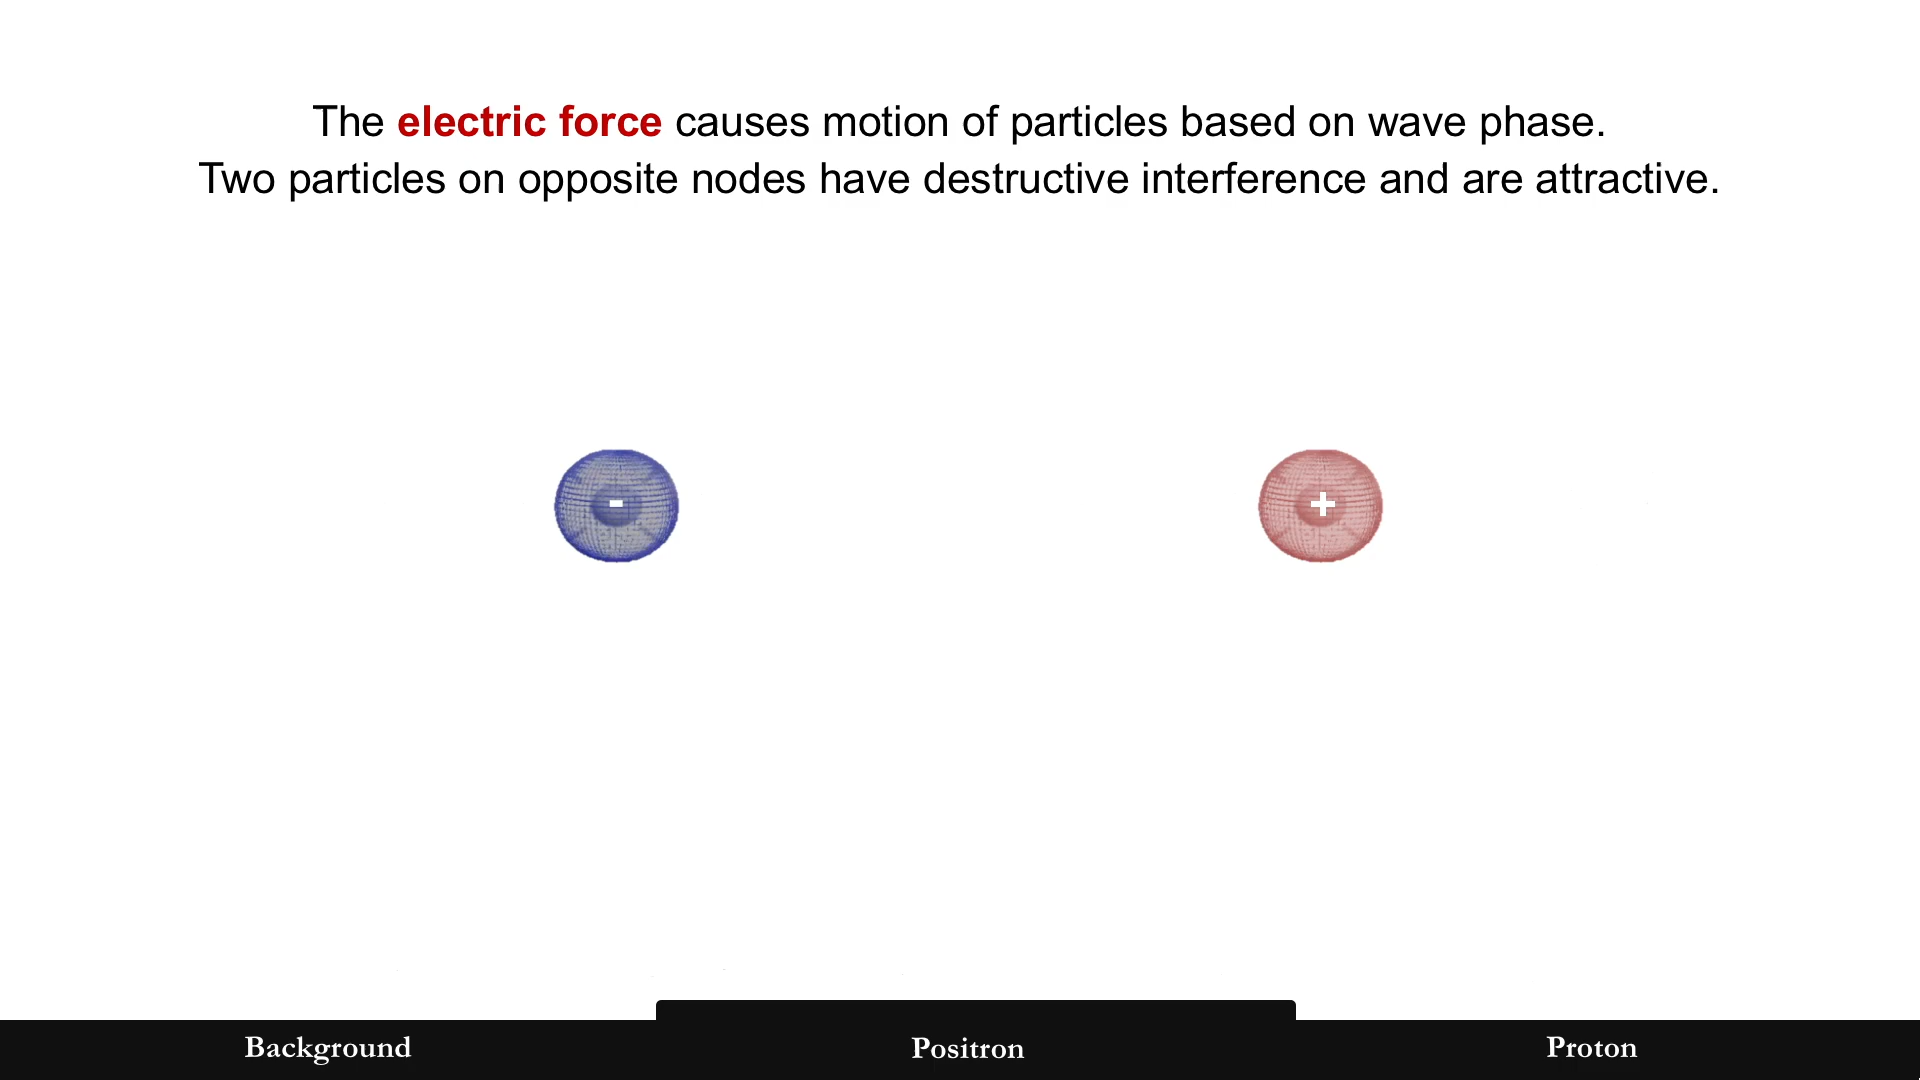 The electric force causes motion of particles based on wave phase.
Two particles on opposite nodes have destructive interference and are attractive.
- +
Background Positron Proton